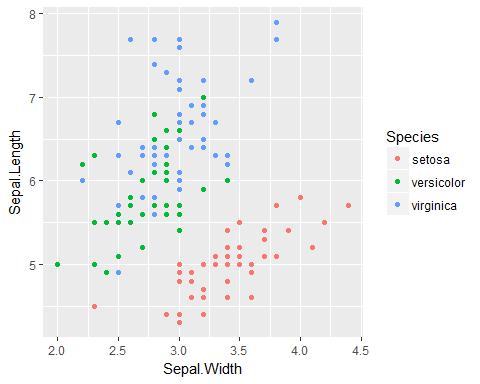 8
7
6
5
Sepal.Length
2.0 2.5 3.0 3.5 4.0 4.5
Sepal.Width
Species
setosa
versicolor
virginica